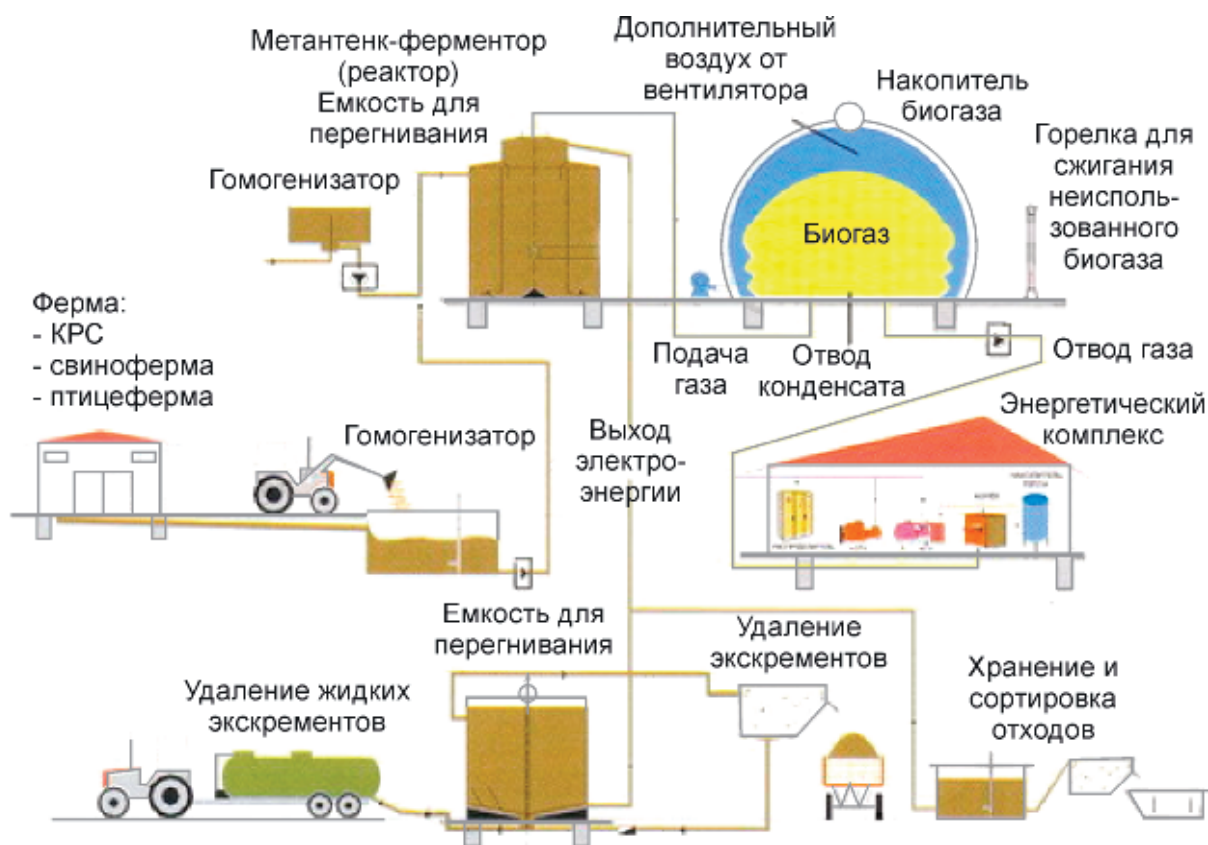 Метантенк-ферментор
(реактор)
Емкость для
перегнивания
Дополнительный
воздух от
вентилятора
Накопитель
биогаза
Горелка для
сжигания
неисполь-
зованного
биогаза
Гомогенизатор
Биогаз
Ферма:
- КРС
- свиноферма
- птицеферма
Подача
газа
Отвод
конденсата
Отвод газа
Гомогенизатор
Выход
электро-
энергии
Энергетический
комплекс
Емкость для
перегнивания
Удаление
экскрементов
Хранение и
сортировка
отходов
Удаление жидких
экскрементов